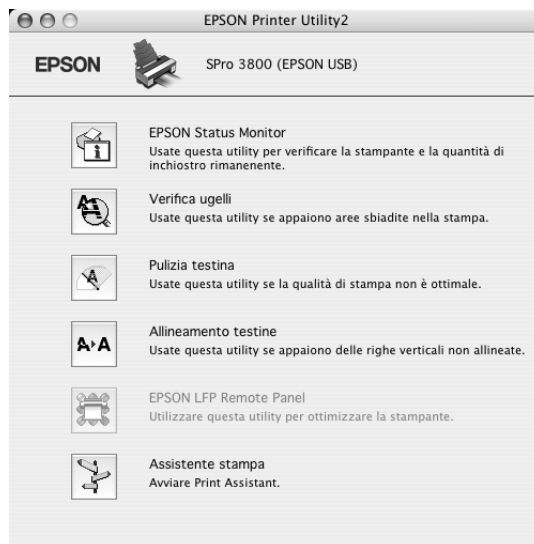 EPSON Printer Utility2
EPSON
SPro 3800 (EPSON USB)
EPSON Status Monitor
Usate questa utility per verificare la stampante e la quantità di
inchiostro rimanenente.
Verifica ugelli
Usate questa utility se appaiono aree sbiadite nella stampa.
Pulizia testina
Usate questa utility se la qualità di stampa non è ottimale.
Allineamento testine
Usate questa utility se appaiono delle righe verticali non allineate.
EPSON LFP Remote Panel
Utilizzare questa utility per ottimizzare la stampante.
Assistente stampa
Avviare Print Assistant.